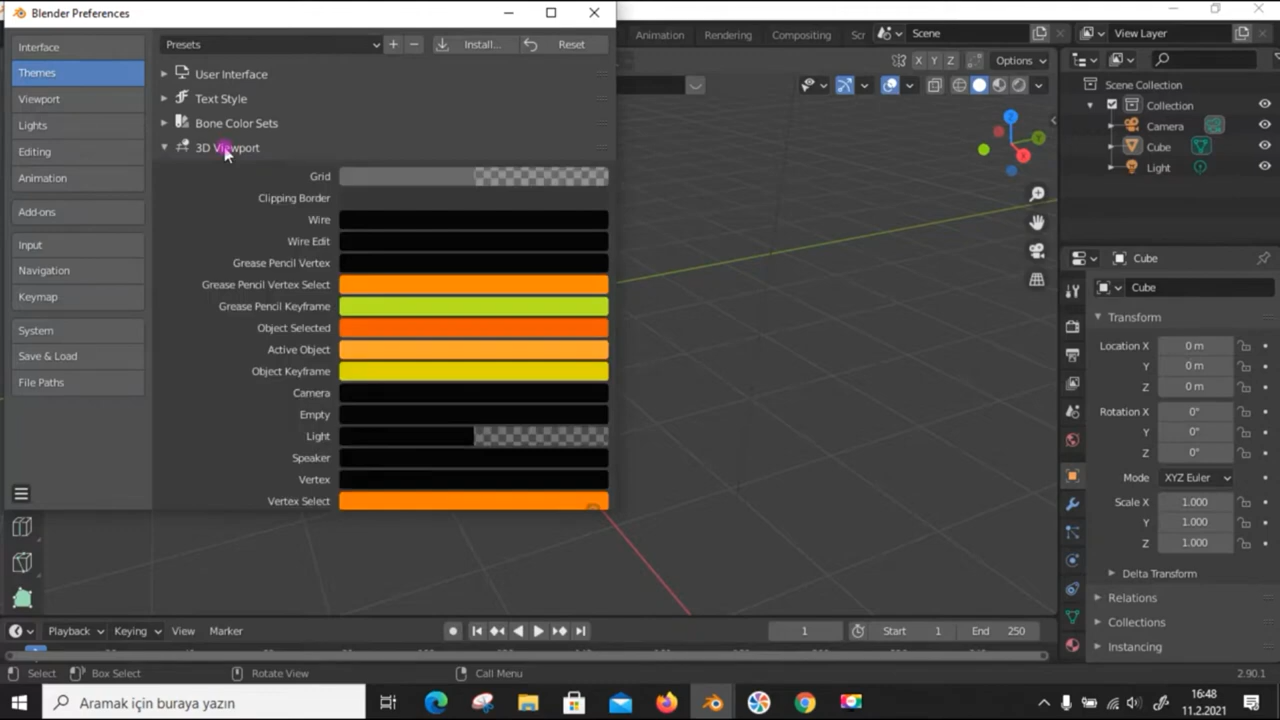 Blender Preferences
Interface
Themes
Viewport
Lights
Editing
Animation
Add-ons
Input
Navigation
Keymap
System
Save & Load
File Paths
Presets
Install...
Reset
User Interface
Text Style
Bone Color Sets
3D Viewport
Grid
Clipping Border
Wire
Wire Edit
Grease Pencil Vertex
Grease Pencil Vertex Select
Grease Pencil Keyframe
Object Selected
Active Object
Object Keyframe
Camera
Empty
Light
Speaker
Vertex
Vertex Select
Animation Rendering Compositing Scr
Scene
View Layer
X Y Z Options
Z
Y
X
Scene Collection
Collection
Camera
Cube
Light
Cube
Cube
Transform
Location X 0 m
Y 0 m
Z 0 m
Rotation X 0°
Y 0°
Z 0°
Mode XYZ Euler
Scale X 1.000
Y 1.000
Z 1.000
Delta Transform
Relations
Collections
Instancing
Playback Keying View Marker
1
Start 1 End 250
Select Box Select Rotate View Call Menu 2.90.1
Aramak için buraya yazın
16:48
11.2.2021